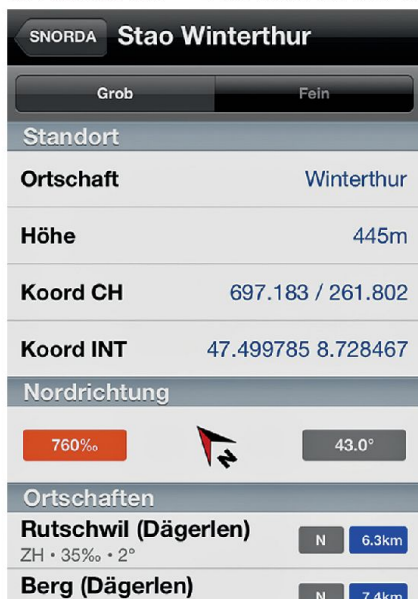 SNORDA Stao Winterthur
Grob Fein
Standort
Ortschaft Winterthur
Höhe 445m
Koord CH 697.183 / 261.802
Koord INT 47.499785 8.728467
Nordrichtung
760‰ N 43.0°
Ortschaften
Rutschwil (Dägerlen) N 6.3km
ZH • 35‰ • 2°
Berg (Dägerlen) N 7.4km